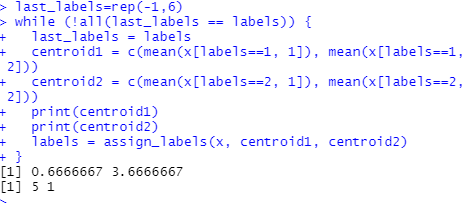 > last_labels=rep(-1,6)
> while (!all(last_labels == labels)) {
+   last_labels = labels
+   centroid1 = c(mean(x[labels==1, 1]), mean(x[labels==1,
 2]))
+   centroid2 = c(mean(x[labels==2, 1]), mean(x[labels==2,
 2]))
+   print(centroid1)
+   print(centroid2)
+   labels = assign_labels(x, centroid1, centroid2)
+ }
[1] 0.6666667 3.6666667
[1] 5 1
>